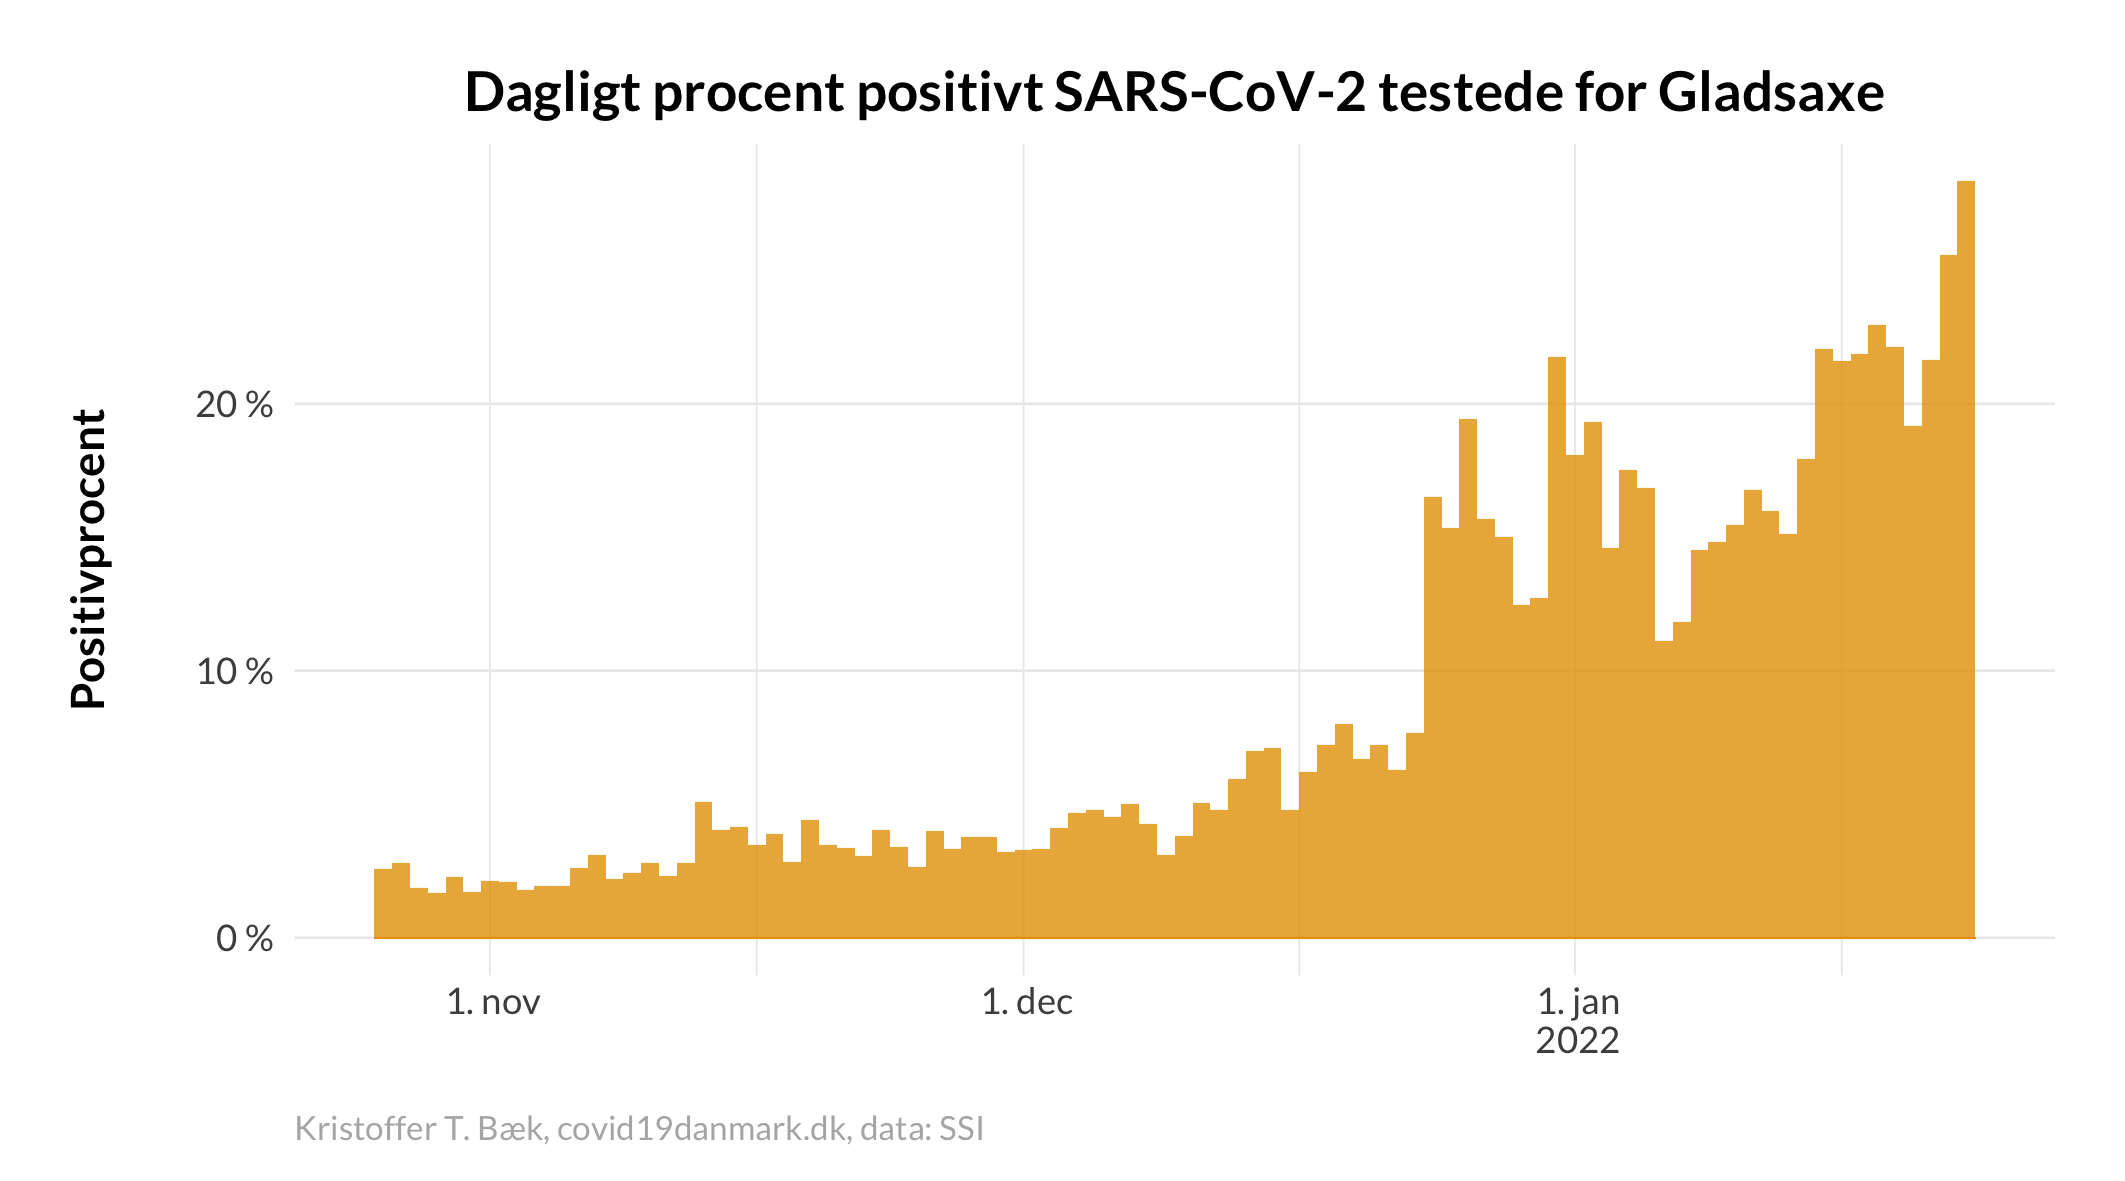 Dagligt procent positivt SARS-CoV-2 testede for Gladsaxe
Positivprocent
20 %
10 %
0 %
1. nov
1. dec
1. jan
2022
Kristoffer T. Bæk, covid19danmark.dk, data: SSI